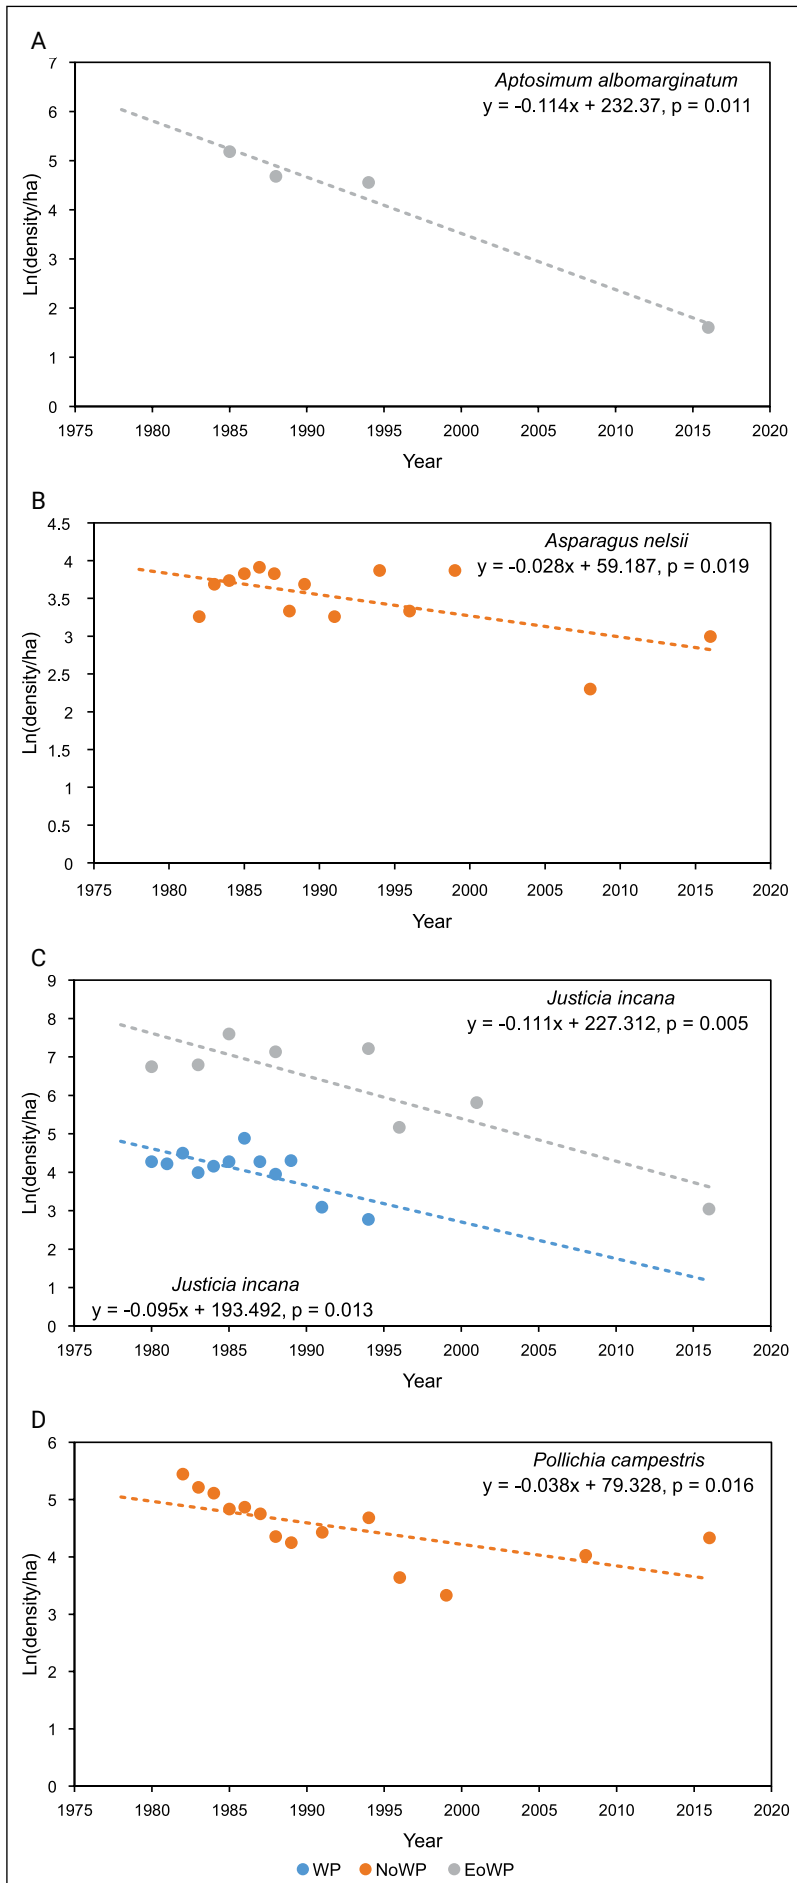 A
7
6
5
4
3
2
1
0
Ln(density/ha)
Aptosimum albomarginatum
y = -0.114x + 232.37, p = 0.011
1975 1980 1985 1990 1995 2000 2005 2010 2015 2020
Year
B
4.5
4
3.5
3
2.5
2
1.5
1
0.5
0
Ln(density/ha)
Asparagus nelsii
y = -0.028x + 59.187, p = 0.019
1975 1980 1985 1990 1995 2000 2005 2010 2015 2020
Year
C
9
8
7
6
5
4
3
2
1
0
Ln(density/ha)
Justicia incana
y = -0.111x + 227.312, p = 0.005
Justicia incana
y = -0.095x + 193.492, p = 0.013
1975 1980 1985 1990 1995 2000 2005 2010 2015 2020
Year
D
6
5
4
3
2
1
0
Ln(density/ha)
Pollichia campestris
y = -0.038x + 79.328, p = 0.016
1975 1980 1985 1990 1995 2000 2005 2010 2015 2020
Year
WP NoWP EoWP